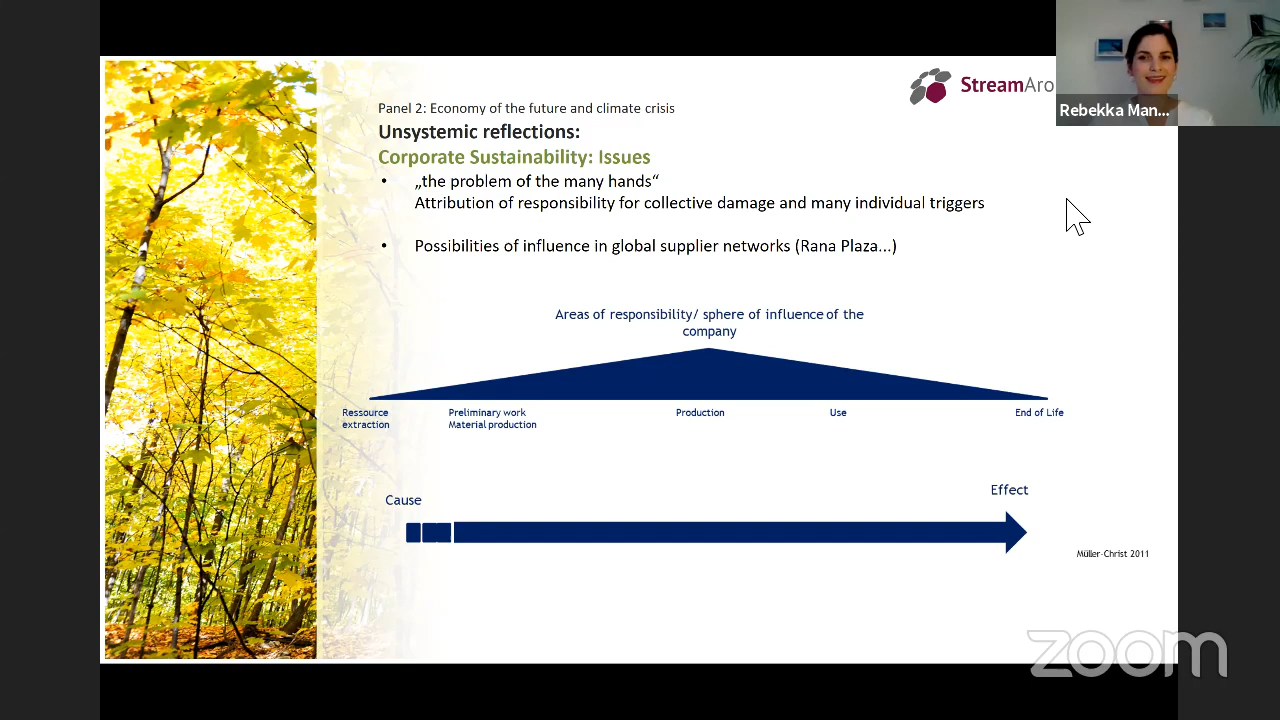 Panel 2: Economy of the future and climate crisis
StreamAro
Rebekka Man...
Unsystemic reflections:
Corporate Sustainability: Issues
• „the problem of the many hands“
Attribution of responsibility for collective damage and many individual triggers
• Possibilities of influence in global supplier networks (Rana Plaza...)
Areas of responsibility/ sphere of influence of the
company
Ressource
extraction
Preliminary work
Material production
Production
Use
End of Life
Cause
Effect
Müller-Christ 2011
zoom